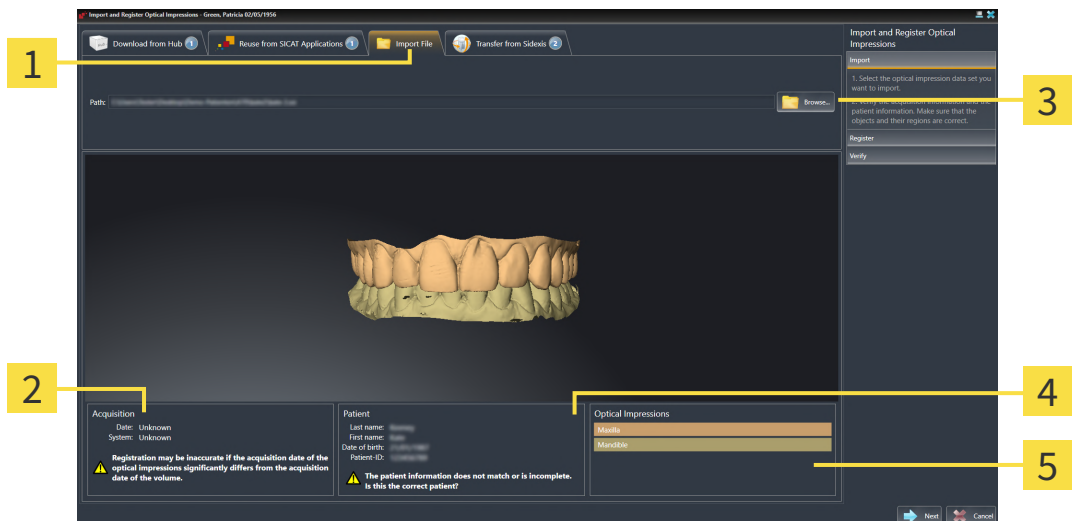 Import and Register Optical Impressions - Green, Patricia 02/05/1956
Download from Hub 1
Reuse from SICAT Applications 1
Import File
Transfer from Sidexis 2
Path:
Browse...
Import and Register Optical
Impressions
Import
1. Select the optical impression data set you
want to import.
2. Verify the acquisition information and the
patient information. Make sure that the
objects and their regions are correct.
Register
Verify
1
3
2
4
5
Acquisition
Date: Unknown
System: Unknown
Registration may be inaccurate if the acquisition date of the
optical impressions significantly differs from the acquisition
date of the volume.
Patient
Last name:
First name:
Date of birth:
Patient-ID:
The patient information does not match or is incomplete.
Is this the correct patient?
Optical Impressions
Maxilla
Mandible
Next
Cancel